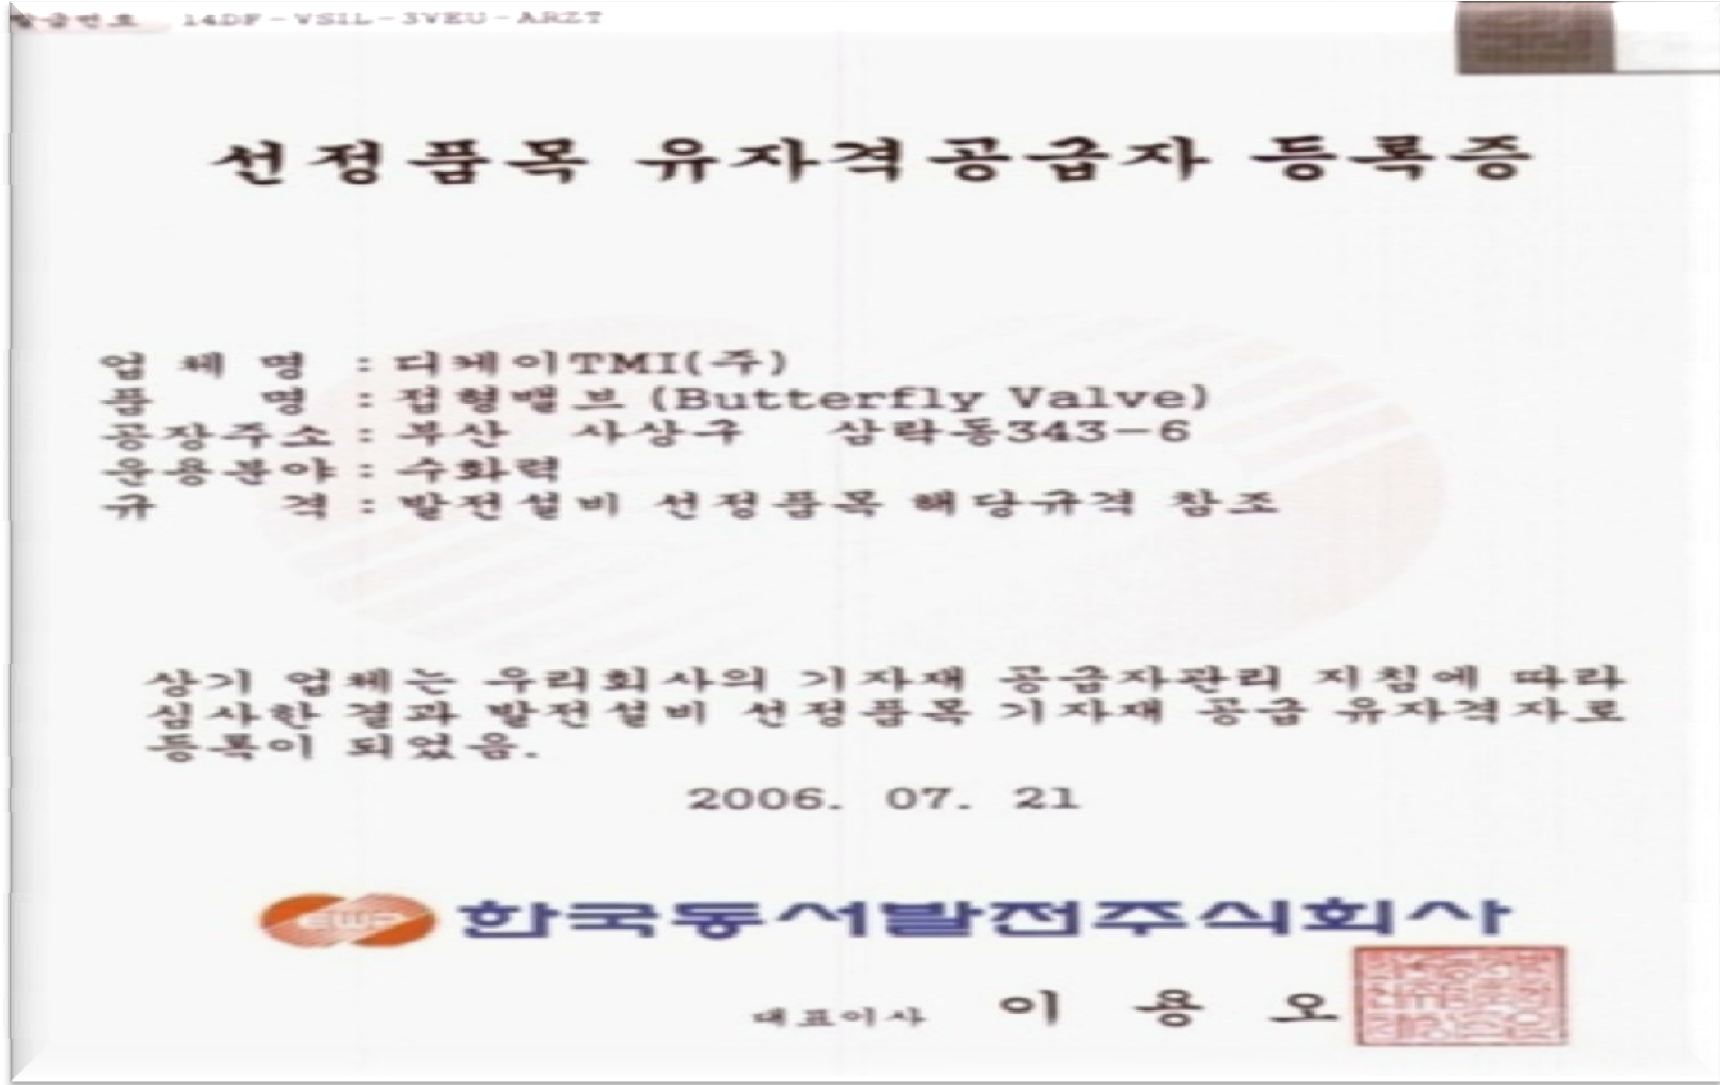 발급번호 14DF-VSIL-3VEU-ARZT
선정품목 유자격공급자 등록증
업 체 명 : 디케이TMI(주)
품 명 : 접형밸브 (Butterfly Valve)
공장주소 : 부산 사상구 삼락동343-6
운용분야 : 수화력
규 격 : 발전설비 선정품목 해당규격 참조
상기 업체는 우리회사의 기자재 공급자관리 지침에 따라
심사한 결과 발전설비 선정품목 기자재 공급 유자격자로
등록이 되었음.
2006. 07. 21
EWP 한국동서발전주식회사
대표이사 이 용 오